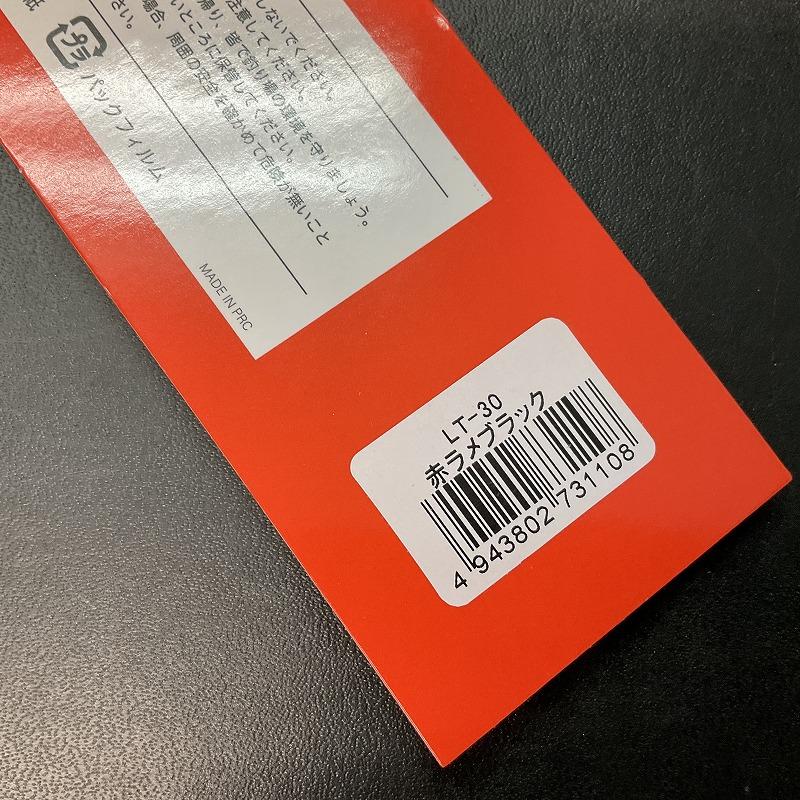 しないでください。
注意してください。
帰り、皆で釣り場の環境を守りましょう。
いところに保管してください。
場合、周囲の安全を確かめて危険が無いこと
さい。
紙
プラ
パックフィルム
MADE IN PRC
LT-30
赤ラメブラック
4 943802 731108